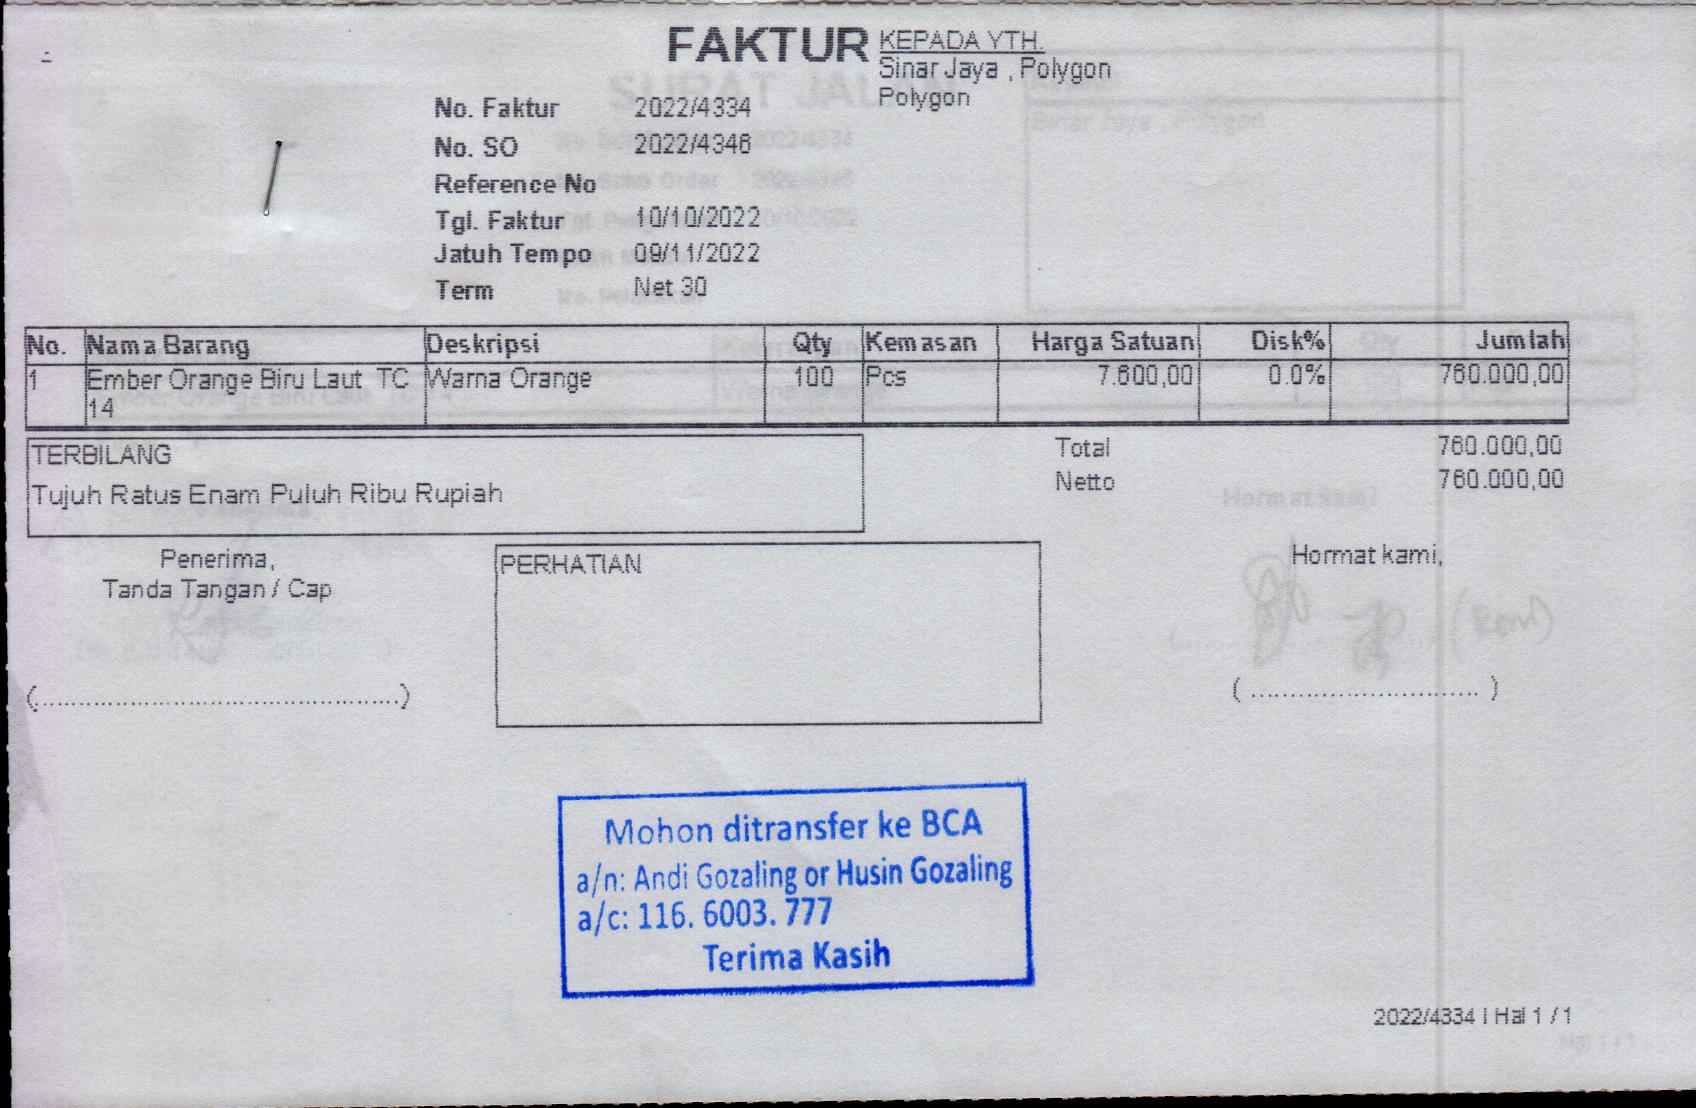 FAKTUR
KEPADA YTH.
Sinar Jaya , Polygon
Polygon
No. Faktur 2022/4334
No. SO 2022/4346
Reference No
Tgl. Faktur 10/10/2022
Jatuh Tempo 09/11/2022
Term Net 30
No. Nama Barang Deskripsi Qty Kemasan Harga Satuan Disk% Jumlah
1 Ember Orange Biru Laut TC Warna Orange 100 Pcs 7.600,00 0.0% 760.000,00
14
TERBILANG
Tujuh Ratus Enam Puluh Ribu Rupiah
Total 760.000,00
Netto 760.000,00
Penerima,
Tanda Tangan / Cap
(..............................................)
PERHATIAN
Hormat kami,
( ............................. )
Mohon ditransfer ke BCA
a/n: Andi Gozaling or Husin Gozaling
a/c: 116. 6003. 777
Terima Kasih
2022/4334 | Hal 1 / 1